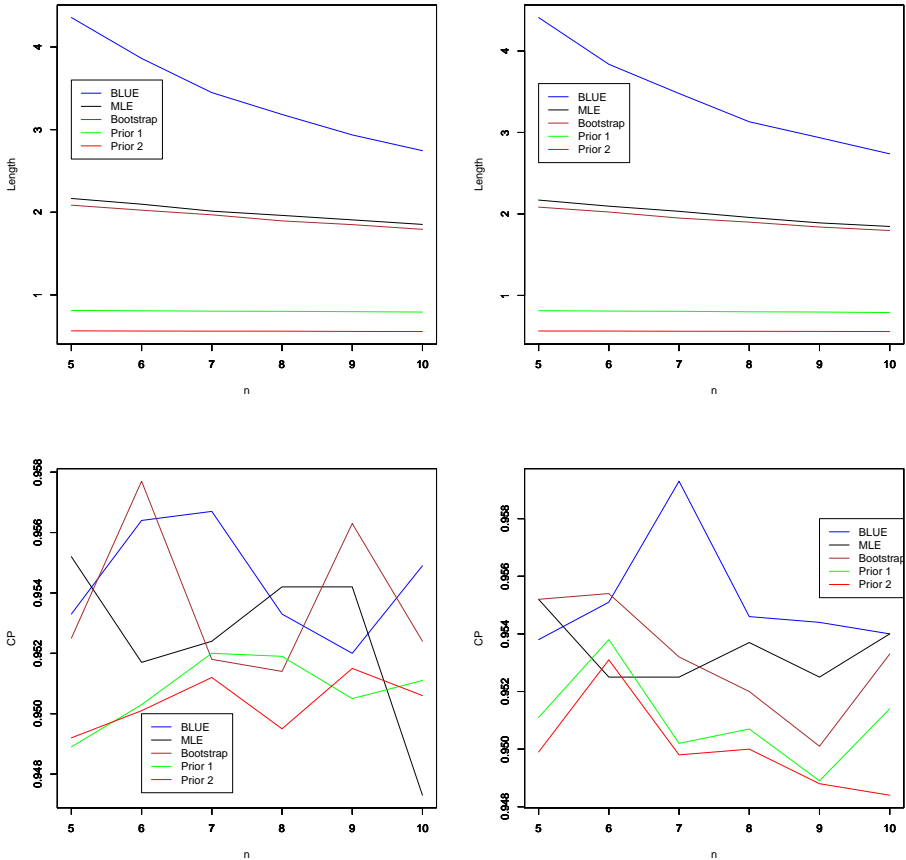 4
3
2
1
Length
BLUE
MLE
Bootstrap
Prior 1
Prior 2
5 6 7 8 9 10
n
4
3
2
1
Length
BLUE
MLE
Bootstrap
Prior 1
Prior 2
5 6 7 8 9 10
n
0.958
0.956
0.954
0.952
0.950
0.948
CP
BLUE
MLE
Bootstrap
Prior 1
Prior 2
5 6 7 8 9 10
n
0.958
0.956
0.954
0.952
0.950
0.948
CP
BLUE
MLE
Bootstrap
Prior 1
Prior 2
5 6 7 8 9 10
n